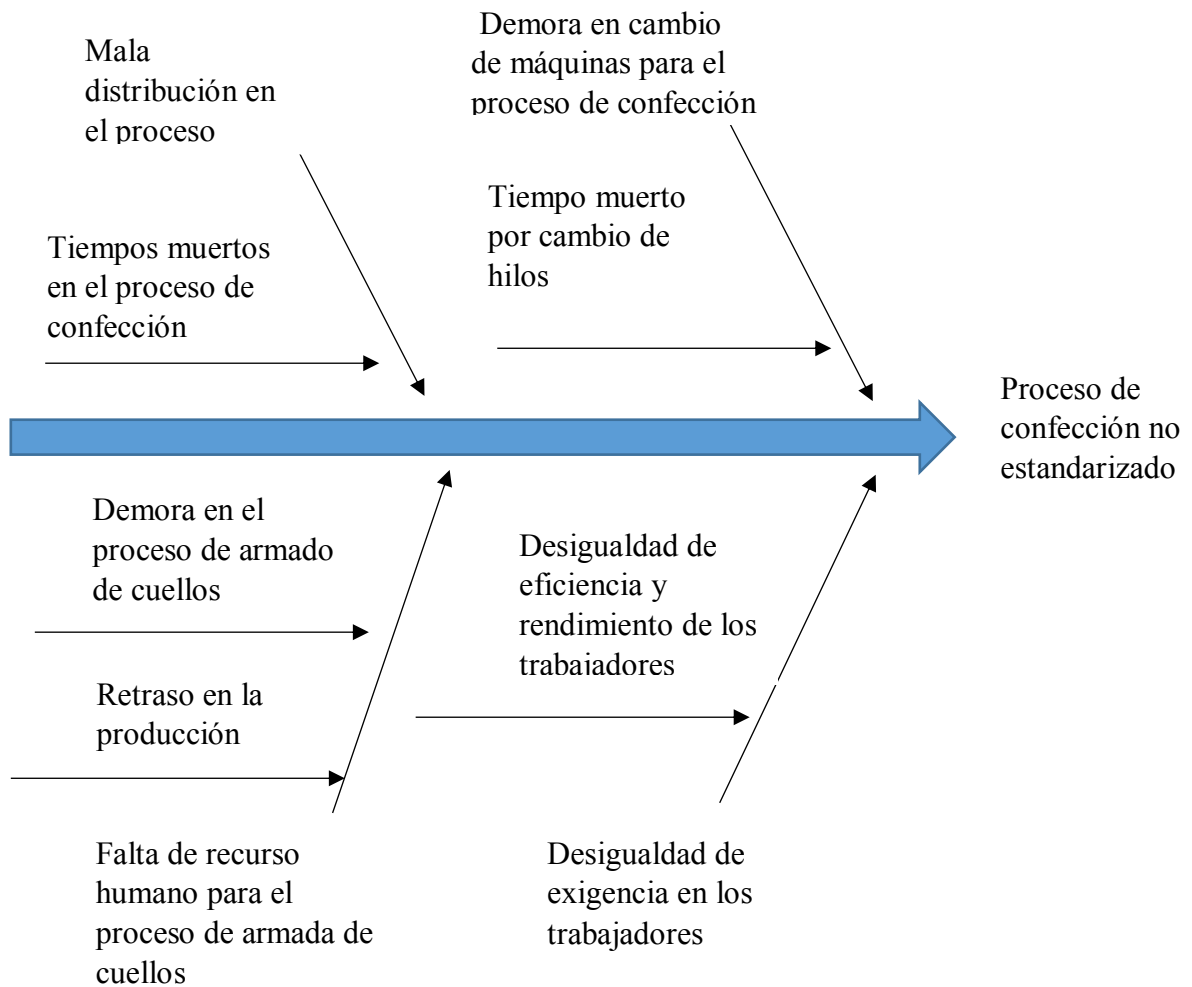 Mala
distribución en
el proceso
Demora en cambio
de máquinas para el
proceso de confección
Tiempos muertos
en el proceso de
confección
Tiempo muerto
por cambio de
hilos
Proceso de
confección no
estandarizado
Demora en el
proceso de armado
de cuellos
Retraso en la
producción
Desigualdad de
eficiencia y
rendimiento de los
trabajadores
Falta de recurso
humano para el
proceso de armada de
cuellos
Desigualdad de
exigencia en los
trabajadores